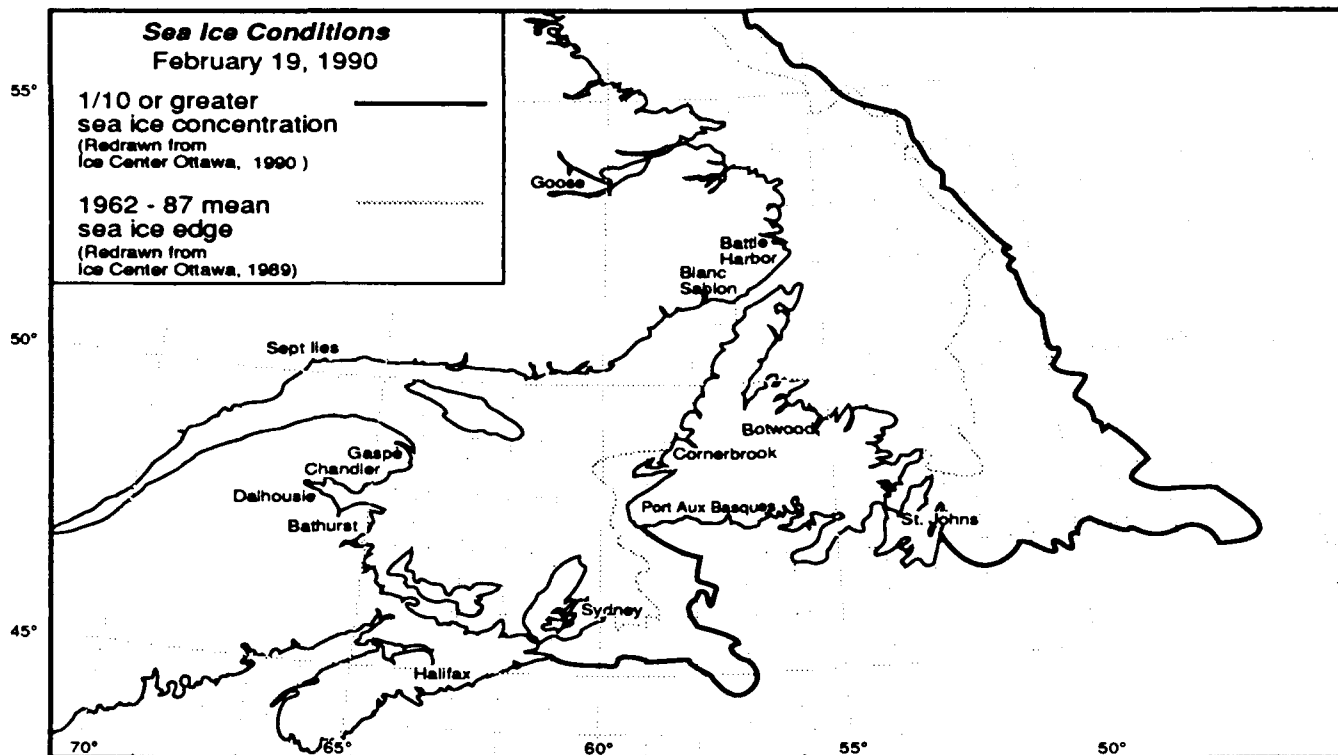 Sea Ice Conditions
February 19, 1990
1/10 or greater
sea ice concentration
(Redrawn from
Ice Center Ottawa, 1990 )
1962 - 87 mean
sea ice edge
(Redrawn from
Ice Center Ottawa, 1989)
55°
50°
45°
70°
65°
60°
55°
50°
Goose
Battle
Harbor
Blanc
Sablon
Sept Iles
Botwood
Gaspé
Chandler
Cornerbrook
Dalhousie
Port Aux Basques
Bathurst
St. Johns
Sydney
Halifax